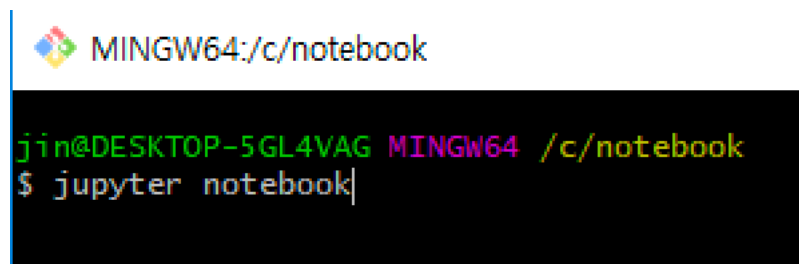 MINGW64:/c/notebook
jin@DESKTOP-5GL4VAG MINGW64 /c/notebook
$ jupyter notebook